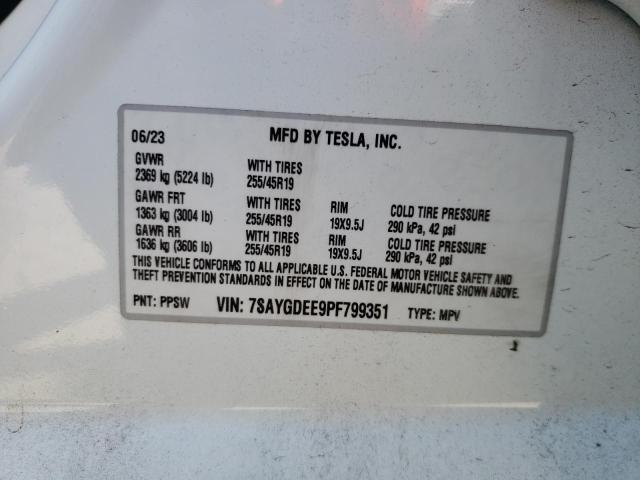 06/23 MFD BY TESLA, INC.
GVWR WITH TIRES
2369 kg (5224 lb) 255/45R19
GAWR FRT WITH TIRES RIM COLD TIRE PRESSURE
1363 kg (3004 lb) 255/45R19 19X9.5J 290 kPa, 42 psi
GAWR RR WITH TIRES RIM COLD TIRE PRESSURE
1636 kg (3606 lb) 255/45R19 19X9.5J 290 kPa, 42 psi
THIS VEHICLE CONFORMS TO ALL APPLICABLE U.S. FEDERAL MOTOR VEHICLE SAFETY AND
THEFT PREVENTION STANDARDS IN EFFECT ON THE DATE OF MANUFACTURE SHOWN ABOVE.
PNT: PPSW VIN: 7SAYGDEE9PF799351 TYPE: MPV